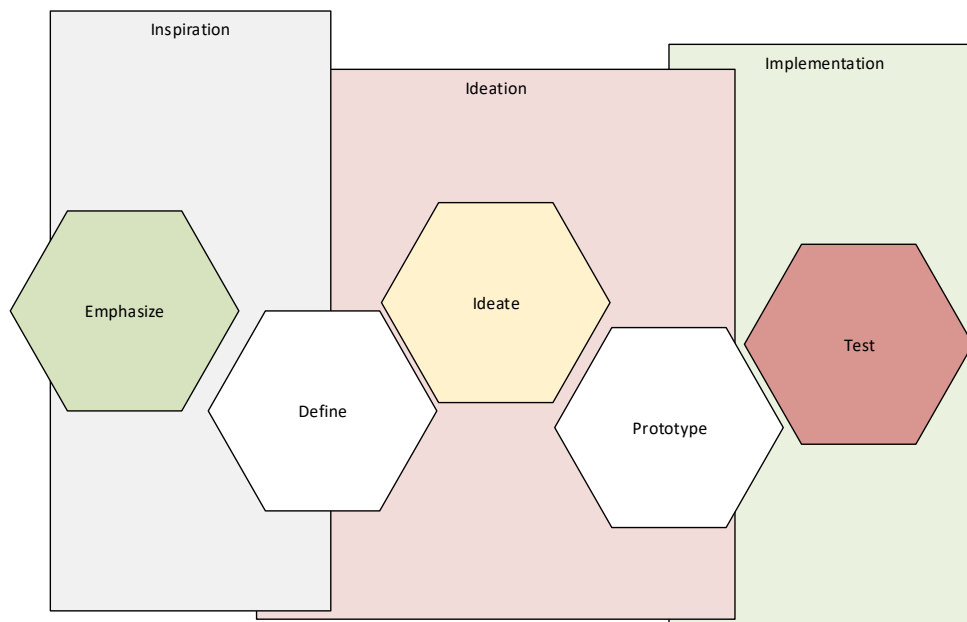 Inspiration
Implementation
Ideation
Emphasize
Ideate
Test
Define
Prototype